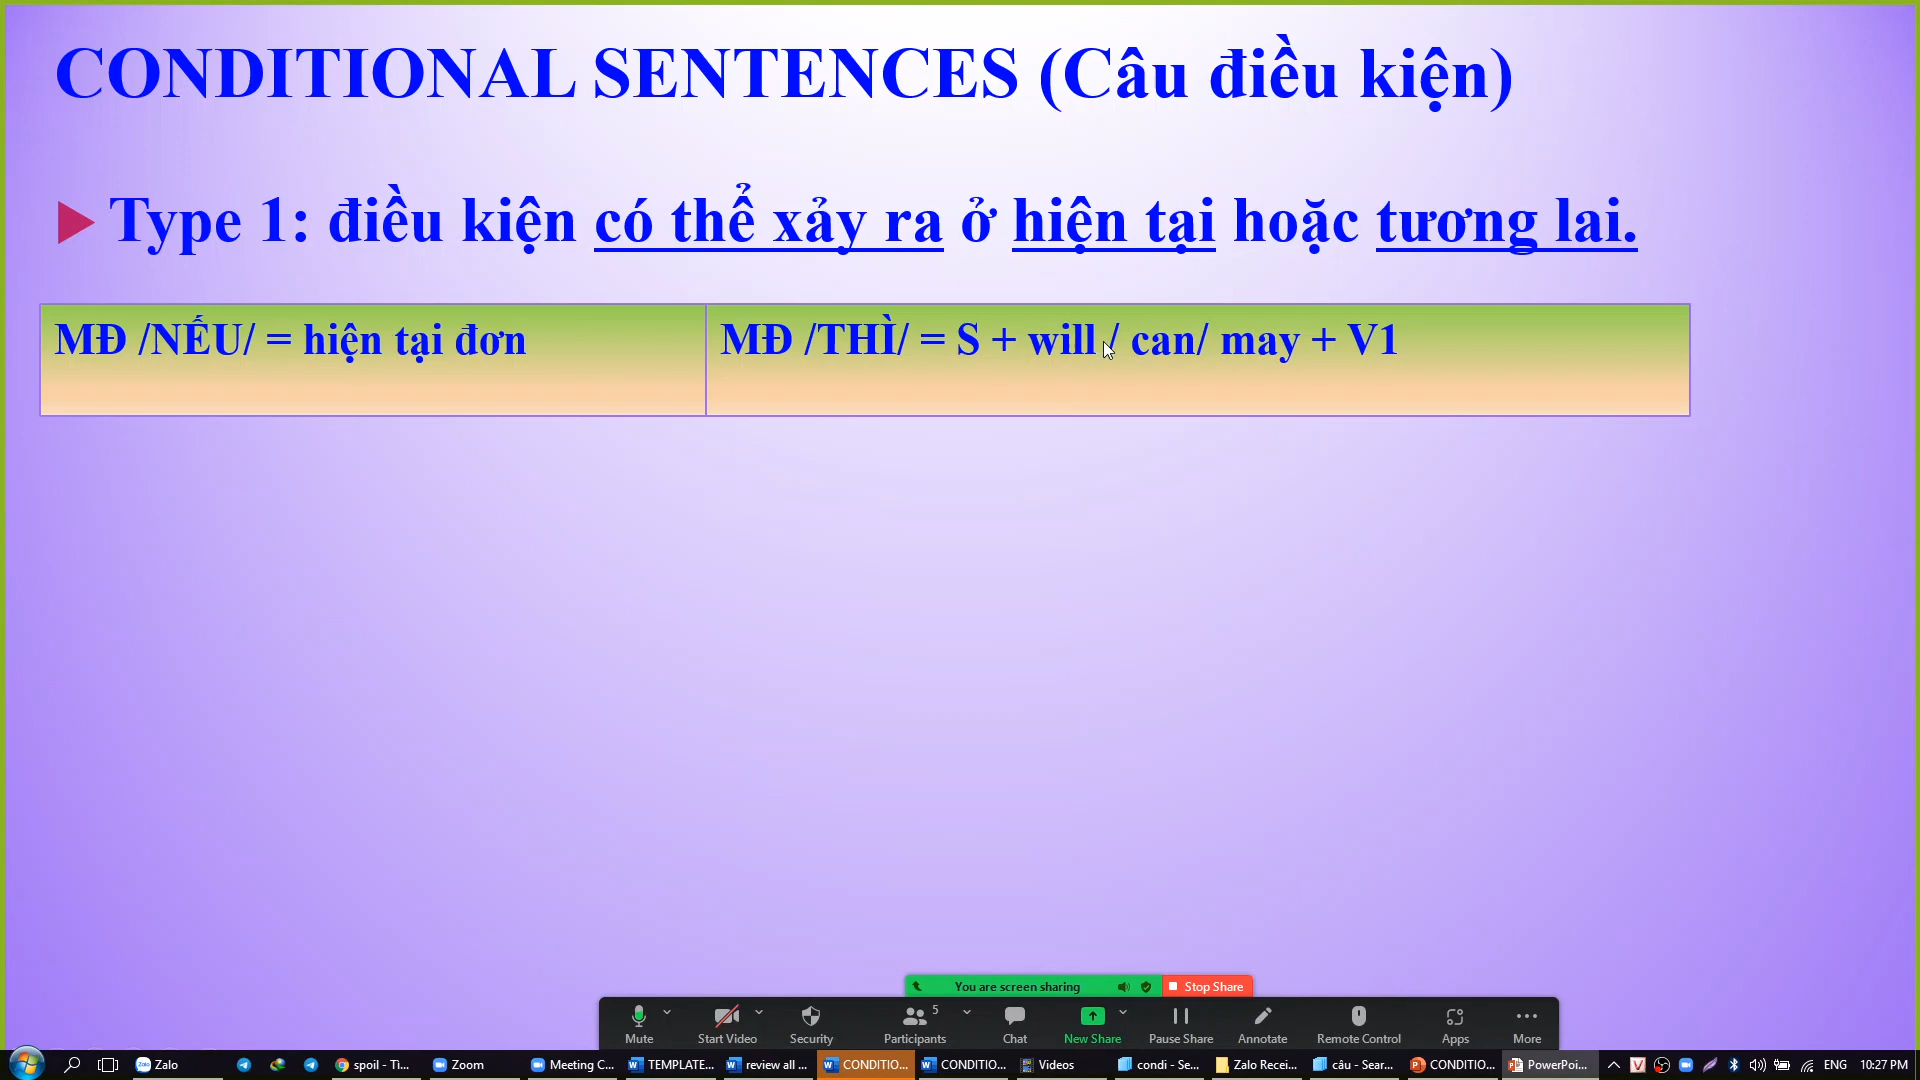 CONDITIONAL SENTENCES (Câu điều kiện)
Type 1: điều kiện có thể xảy ra ở hiện tại hoặc tương lai.
MĐ /NẾU/ = hiện tại đơn
MĐ /THÌ/ = S + will / can/ may + V1
You are screen sharing
Stop Share
Mute
Start Video
Security
5
Participants
Chat
New Share
Pause Share
Annotate
Remote Control
Apps
More
Zalo
spoil - Ti...
Zoom
Meeting C...
TEMPLATE...
review all ...
CONDITIO...
CONDITIO...
Videos
condi - Se...
Zalo Recei...
câu - Sear...
CONDITIO...
PowerPoi...
ENG
10:27 PM